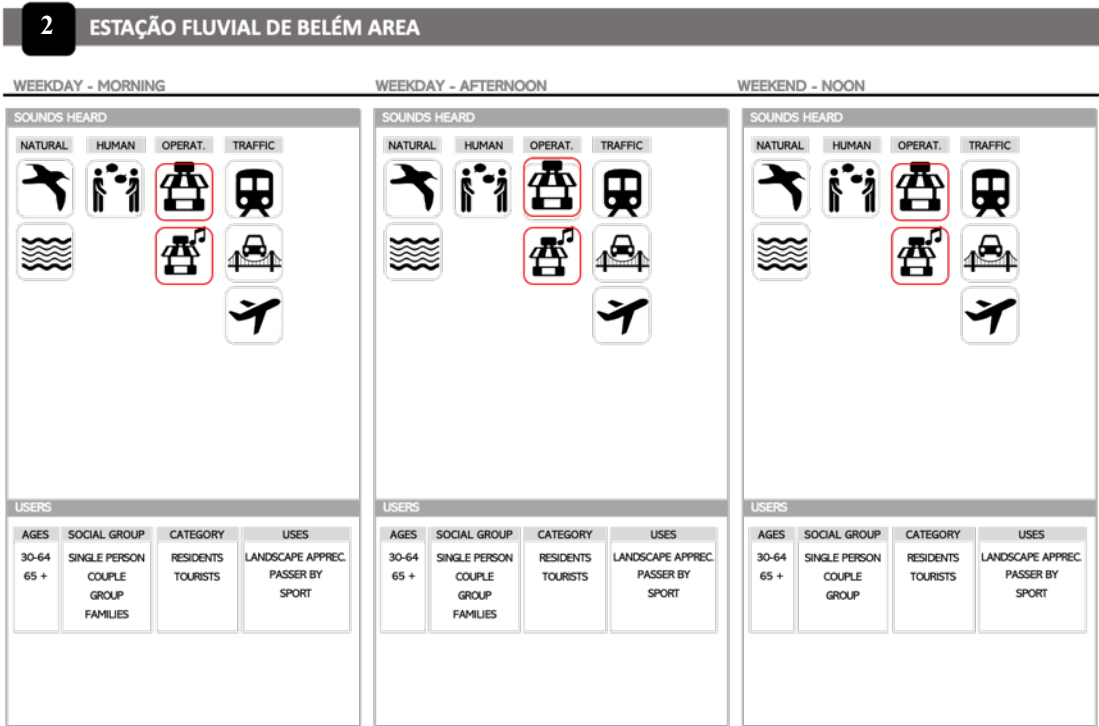 2 ESTAÇÃO FLUVIAL DE BELÉM AREA
WEEKDAY - MORNING
SOUNDS HEARD
NATURAL HUMAN OPERAT. TRAFFIC
USERS
AGES SOCIAL GROUP CATEGORY USES
30-64 SINGLE PERSON RESIDENTS LANDSCAPE APPREC.
65 + COUPLE TOURISTS PASSER BY
GROUP SPORT
FAMILIES
WEEKDAY - AFTERNOON
SOUNDS HEARD
NATURAL HUMAN OPERAT. TRAFFIC
USERS
AGES SOCIAL GROUP CATEGORY USES
30-64 SINGLE PERSON RESIDENTS LANDSCAPE APPREC.
65 + COUPLE TOURISTS PASSER BY
GROUP SPORT
FAMILIES
WEEKEND - NOON
SOUNDS HEARD
NATURAL HUMAN OPERAT. TRAFFIC
USERS
AGES SOCIAL GROUP CATEGORY USES
30-64 SINGLE PERSON RESIDENTS LANDSCAPE APPREC.
65 + COUPLE TOURISTS PASSER BY
GROUP SPORT